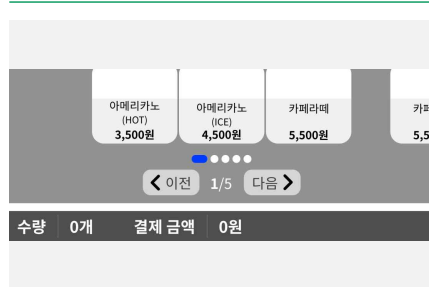 아메리카노
(HOT)
3,500원
아메리카노
(ICE)
4,500원
카페라떼
5,500원
이전 1/5 다음
수량 0개 결제 금액 0원